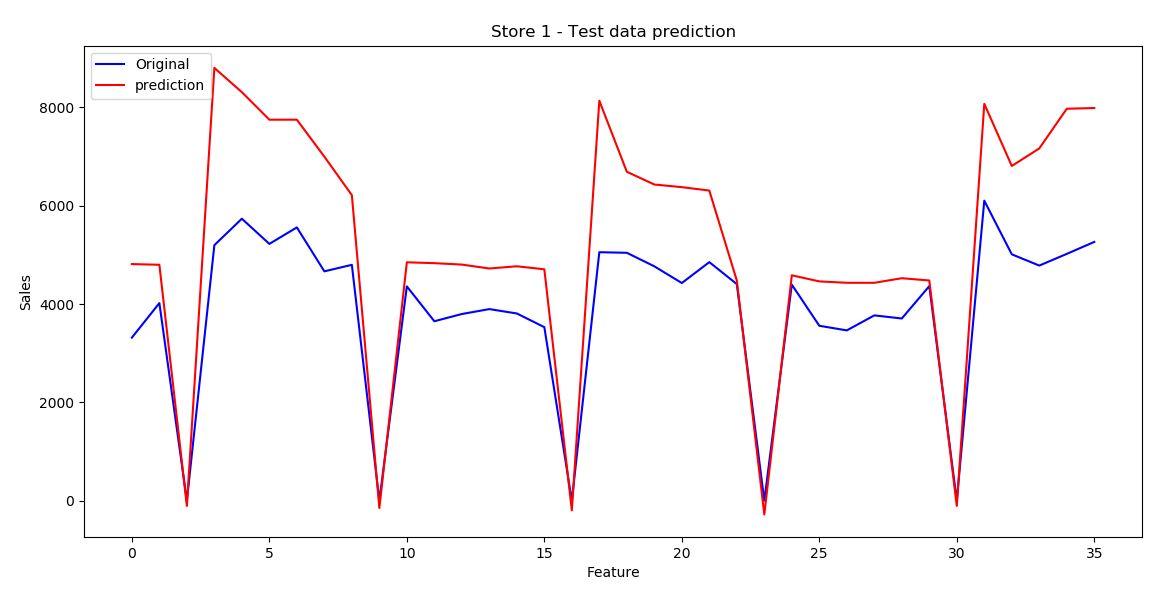 Store 1 - Test data prediction
Original
prediction
8000
6000
4000
2000
0
Sales
0 5 10 15 20 25 30 35
Feature